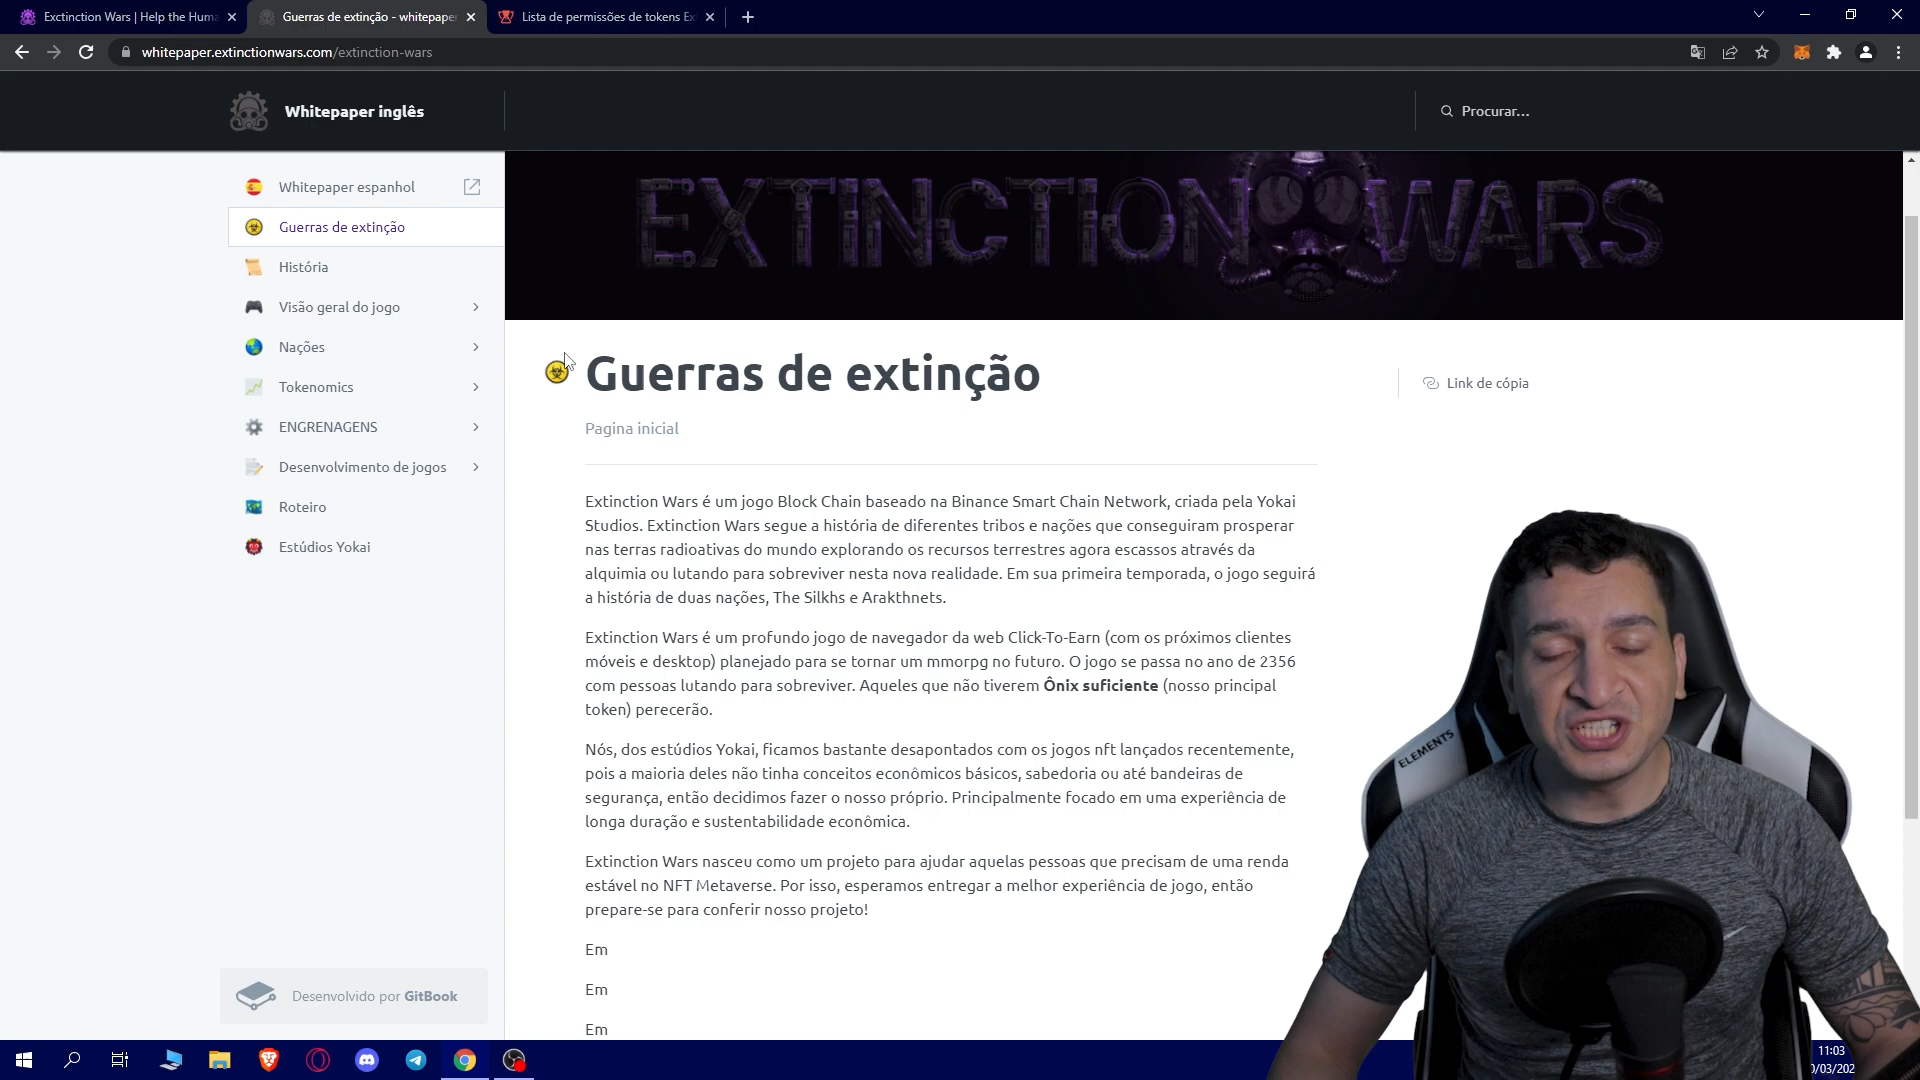 Exctinction Wars | Help the Huma
Guerras de extinção - whitepaper
Lista de permissões de tokens Ex
whitepaper.extinctionwars.com/extinction-wars
Whitepaper inglês
Procurar...
Whitepaper espanhol
Guerras de extinção
História
Visão geral do jogo
Nações
Tokenomics
ENGRENAGENS
Desenvolvimento de jogos
Roteiro
Estúdios Yokai
Desenvolvido por GitBook
EXTINCTION WARS
Guerras de extinção
Link de cópia
Pagina inicial
Extinction Wars é um jogo Block Chain baseado na Binance Smart Chain Network, criada pela Yokai
Studios. Extinction Wars segue a história de diferentes tribos e nações que conseguiram prosperar
nas terras radioativas do mundo explorando os recursos terrestres agora escassos através da
alquimia ou lutando para sobreviver nesta nova realidade. Em sua primeira temporada, o jogo seguirá
a história de duas nações, The Silkhs e Arakthnets.
Extinction Wars é um profundo jogo de navegador da web Click-To-Earn (com os próximos clientes
móveis e desktop) planejado para se tornar um mmorpg no futuro. O jogo se passa no ano de 2356
com pessoas lutando para sobreviver. Aqueles que não tiverem Ônix suficiente (nosso principal
token) perecerão.
Nós, dos estúdios Yokai, ficamos bastante desapontados com os jogos nft lançados recentemente,
pois a maioria deles não tinha conceitos econômicos básicos, sabedoria ou até bandeiras de
segurança, então decidimos fazer o nosso próprio. Principalmente focado em uma experiência de
longa duração e sustentabilidade econômica.
Extinction Wars nasceu como um projeto para ajudar aquelas pessoas que precisam de uma renda
estável no NFT Metaverse. Por isso, esperamos entregar a melhor experiência de jogo, então
prepare-se para conferir nosso projeto!
Em
Em
Em
ELEMENTS
11:03
0/03/202